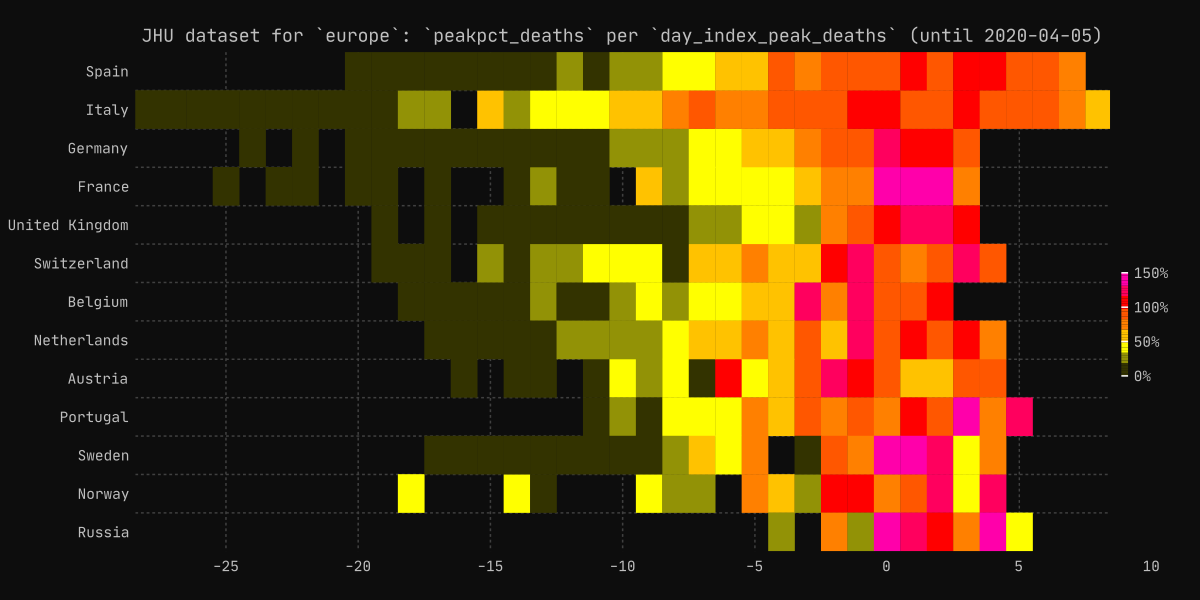 JHU dataset for `europe`: `peakpct_deaths` per `day_index_peak_deaths` (until 2020-04-05)
Spain
Italy
Germany
France
United Kingdom
Switzerland
Belgium
Netherlands
Austria
Portugal
Sweden
Norway
Russia
150%
100%
50%
0%
-25 -20 -15 -10 -5 0 5 10